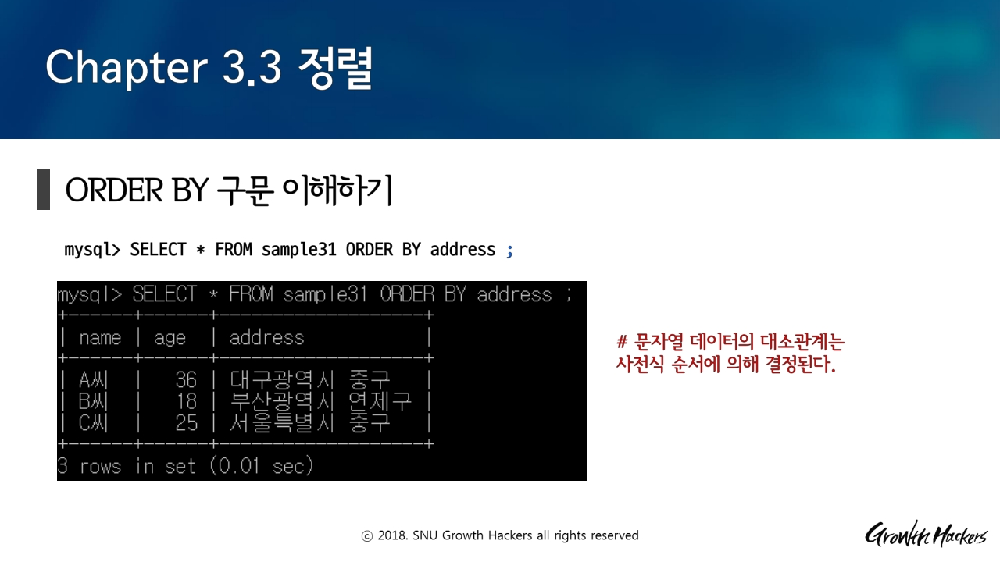 Chapter 3.3 정렬
ORDER BY 구문 이해하기
mysql> SELECT * FROM sample31 ORDER BY address ;
mysql> SELECT * FROM sample31 ORDER BY address ;
+------+------+-------------------+
| name | age  | address           |
+------+------+-------------------+
| A씨  |   36 | 대구광역시 중구   |
| B씨  |   18 | 부산광역시 연제구 |
| C씨  |   25 | 서울특별시 중구   |
+------+------+-------------------+
3 rows in set (0.01 sec)
# 문자열 데이터의 대소관계는
사전식 순서에 의해 결정된다.
ⓒ 2018. SNU Growth Hackers all rights reserved
Growth Hackers